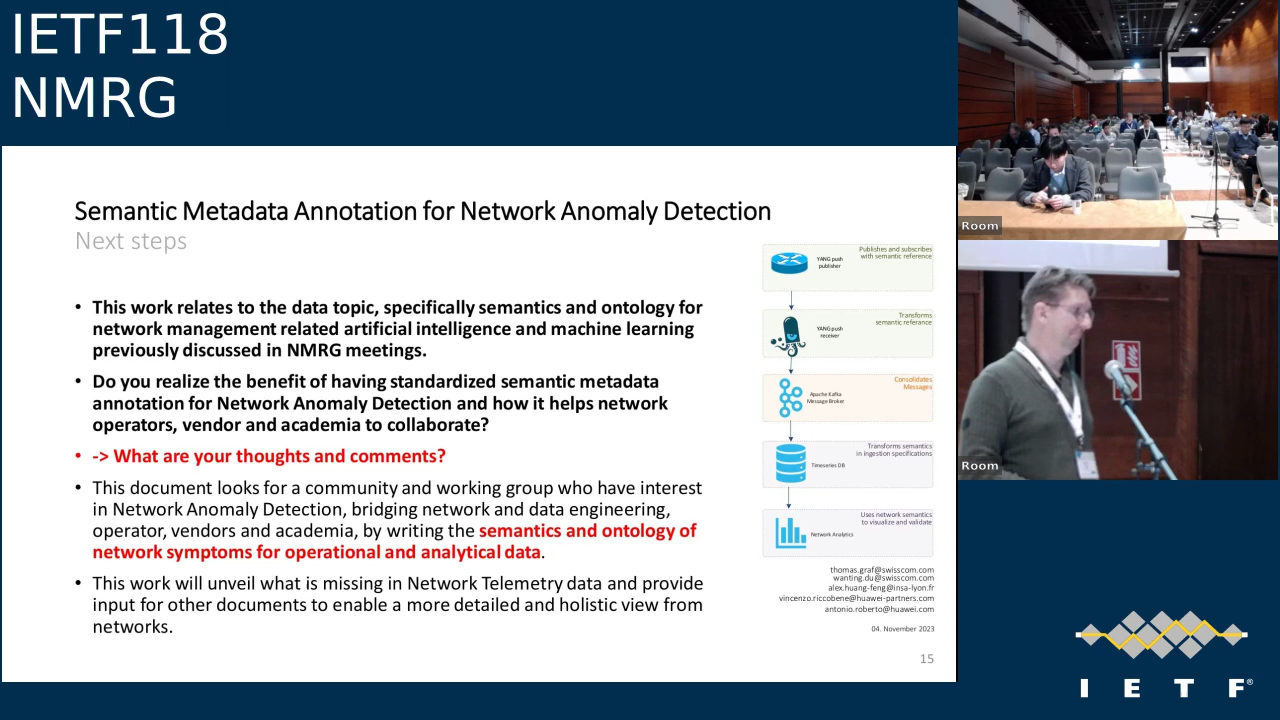 IETF118
NMRG
Semantic Metadata Annotation for Network Anomaly Detection
Next steps
• This work relates to the data topic, specifically semantics and ontology for
network management related artificial intelligence and machine learning
previously discussed in NMRG meetings.
• Do you realize the benefit of having standardized semantic metadata
annotation for Network Anomaly Detection and how it helps network
operators, vendor and academia to collaborate?
• -> What are your thoughts and comments?
• This document looks for a community and working group who have interest
in Network Anomaly Detection, bridging network and data engineering,
operator, vendors and academia, by writing the semantics and ontology of
network symptoms for operational and analytical data.
• This work will unveil what is missing in Network Telemetry data and provide
input for other documents to enable a more detailed and holistic view from
networks.
Publishes and subscribes
with semantic reference
YANG push
publisher
Transforms
semantic referance
YANG push
receiver
Consolidates
Messages
Apache Kafka
Message Broker
Transforms semantics
in ingestion specifications
Timeseries DB
Uses network semantics
to visualize and validate
Network Analytics
thomas.graf@swisscom.com
wanting.du@swisscom.com
alex.huang-feng@insa-lyon.fr
vincenzo.riccobene@huawei-partners.com
antonio.roberto@huawei.com
04. November 2023
15
Room
Room
I E T F®